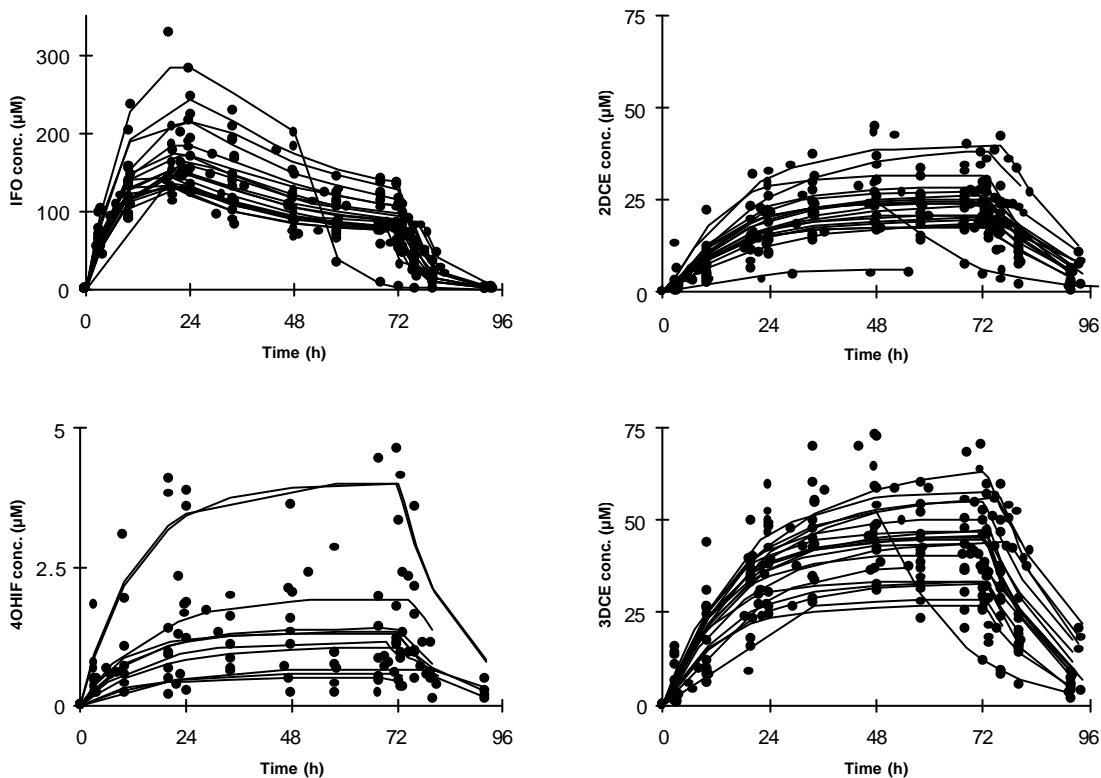 300
200
100
0
IFO conc. (µM)
0 24 48 72 96
Time (h)
75
50
25
0
2DCE conc. (µM)
0 24 48 72 96
Time (h)
5
2.5
0
4OHIF conc. (µM)
0 24 48 72 96
Time (h)
75
50
25
0
3DCE conc. (µM)
0 24 48 72 96
Time (h)